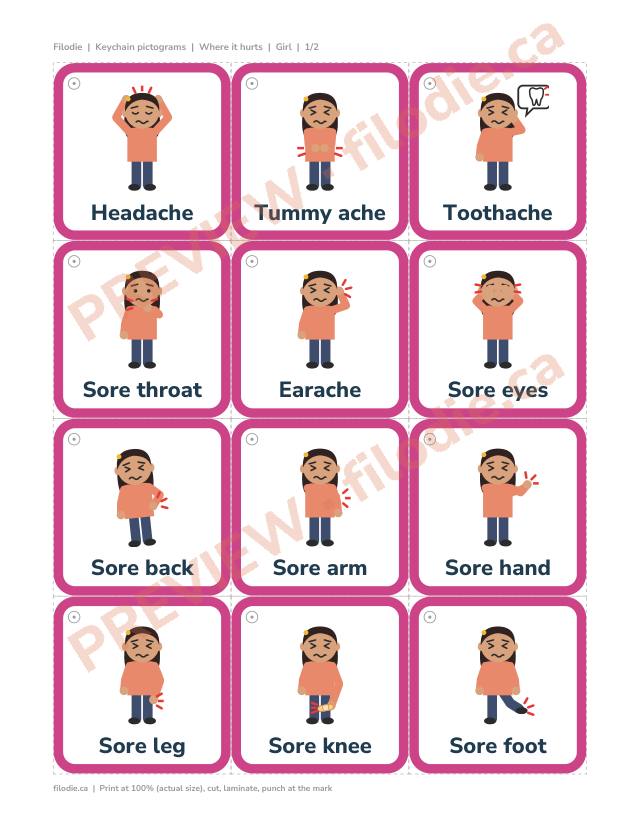 Filodie | Keychain pictograms | Where it hurts | Girl | 1/2
Headache
Tummy ache
Toothache
Sore throat
Earache
Sore eyes
Sore back
Sore arm
Sore hand
Sore leg
Sore knee
Sore foot
PREVIEW · filodie.ca
PREVIEW · filodie.ca
filodie.ca | Print at 100% (actual size), cut, laminate, punch at the mark